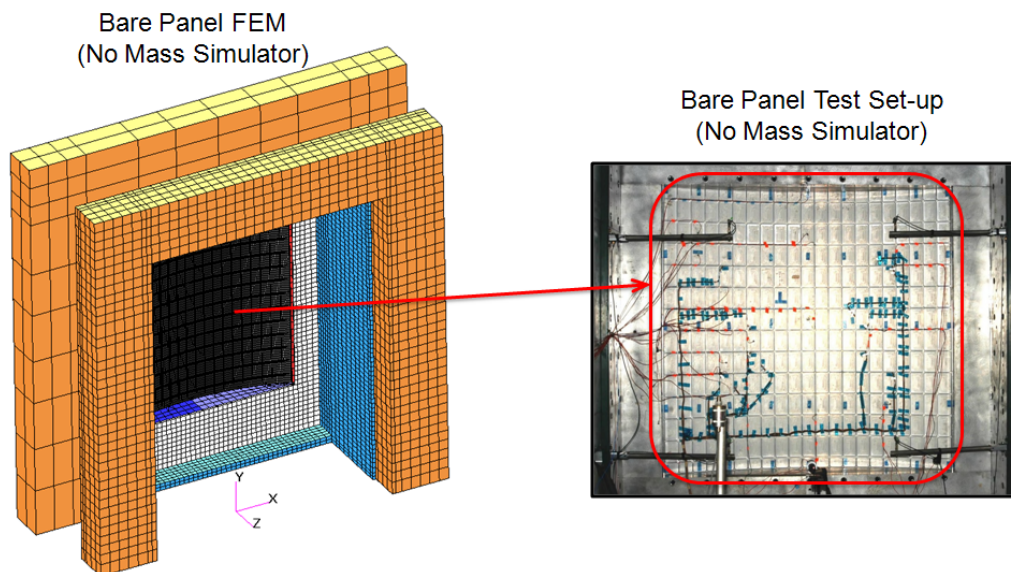 Bare Panel FEM
(No Mass Simulator)
Bare Panel Test Set-up
(No Mass Simulator)
Y
X
Z